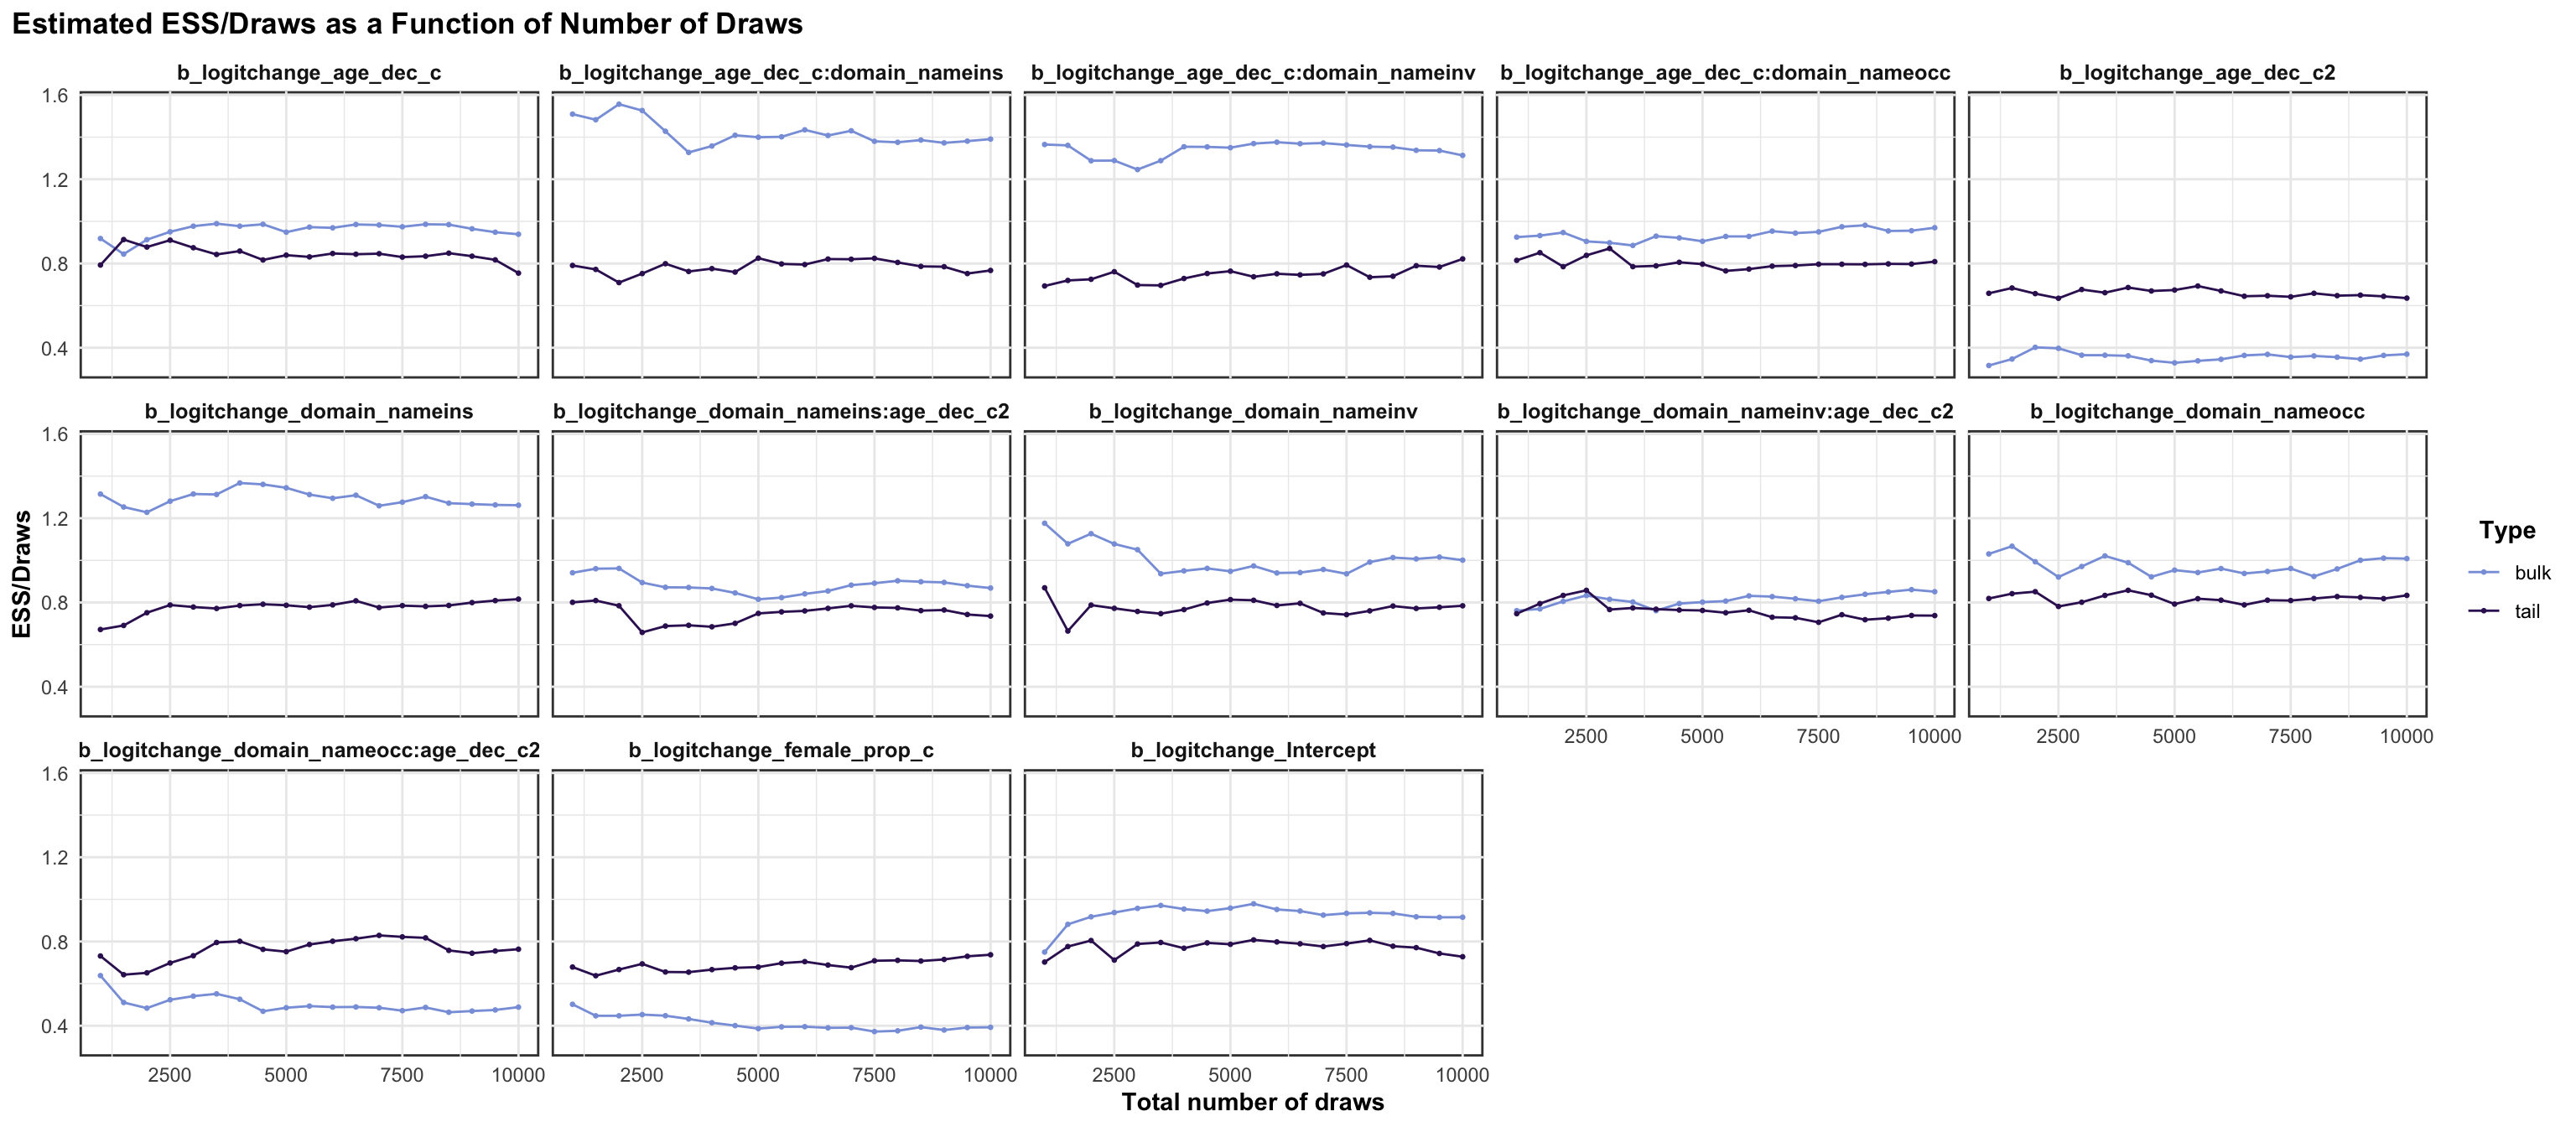 Estimated ESS/Draws as a Function of Number of Draws
b_logitchange_age_dec_c b_logitchange_age_dec_c:domain_nameins b_logitchange_age_dec_c:domain_nameinv b_logitchange_age_dec_c:domain_nameocc b_logitchange_age_dec_c2
1.6
1.2
0.8
0.4
b_logitchange_domain_nameins b_logitchange_domain_nameins:age_dec_c2 b_logitchange_domain_nameinv b_logitchange_domain_nameinv:age_dec_c2 b_logitchange_domain_nameocc
1.6
1.2
0.8
0.4
2500 5000 7500 10000 2500 5000 7500 10000
b_logitchange_domain_nameocc:age_dec_c2 b_logitchange_female_prop_c b_logitchange_Intercept
1.6
1.2
0.8
0.4
2500 5000 7500 10000 2500 5000 7500 10000 2500 5000 7500 10000
Total number of draws
ESS/Draws
Type
bulk
tail